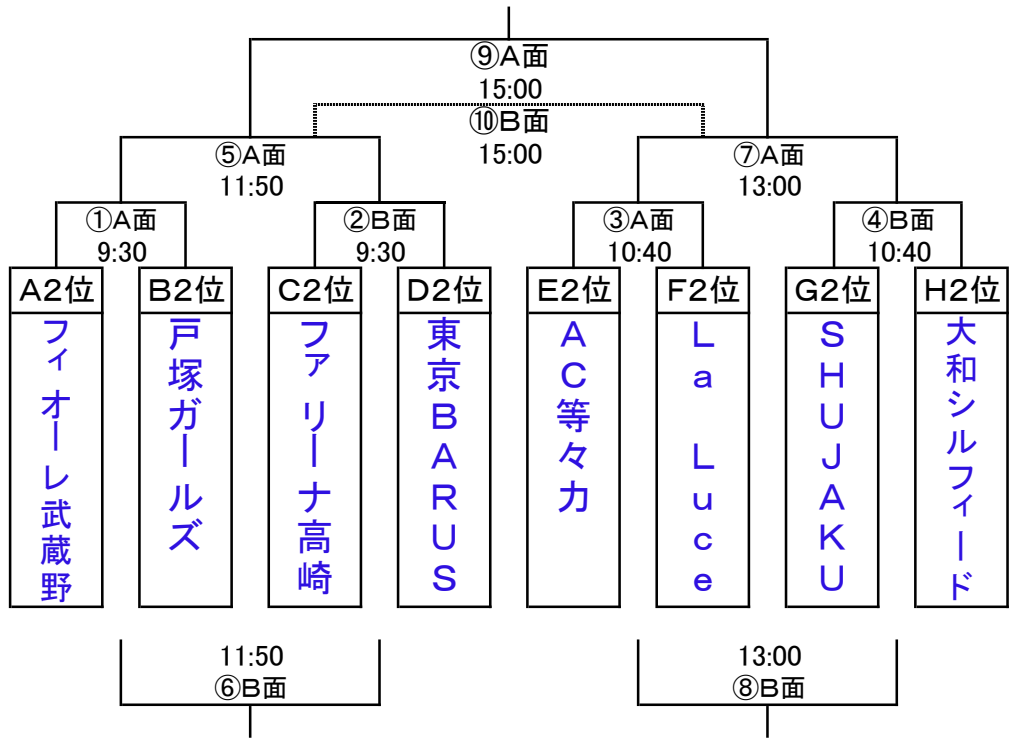 ⑨A面
15:00
⑩B面
15:00
⑤A面
11:50
⑦A面
13:00
①A面
9:30
②B面
9:30
③A面
10:40
④B面
10:40
A2位
B2位
C2位
D2位
E2位
F2位
G2位
H2位
フィオーレ武蔵野
戸塚ガールズ
ファリーナ高崎
東京BARUS
AC等々力
La Luce
SHUJAKU
大和シルフィード
11:50
⑥B面
13:00
⑧B面